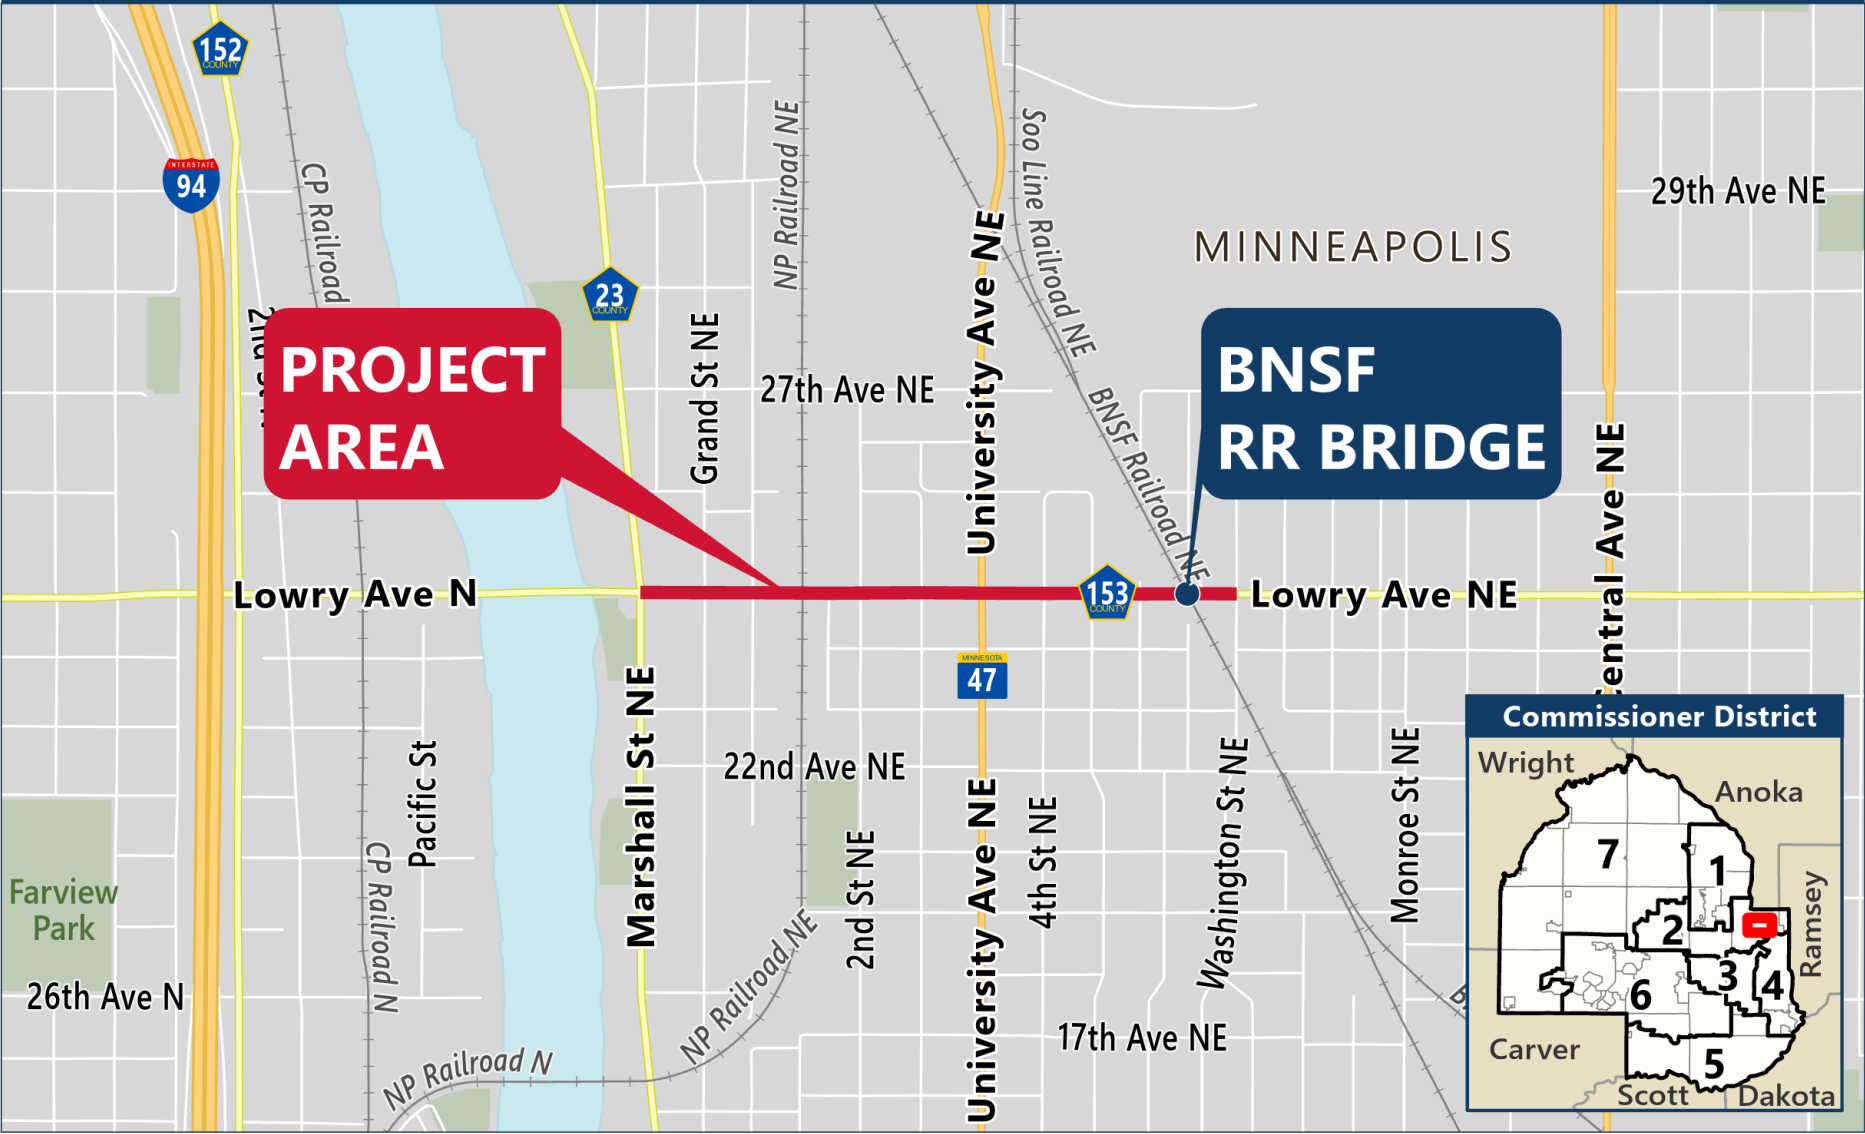 152
COUNTY
INTERSTATE
94
CP Railroad
NP Railroad NE
Soo Line Railroad NE
29th Ave NE
MINNEAPOLIS
University Ave NE
23
COUNTY
PROJECT
AREA
BNSF
RR BRIDGE
Grand St NE
27th Ave NE
BNSF Railroad NE
Central Ave NE
Lowry Ave N
153
COUNTY
Lowry Ave NE
MINNESOTA
47
Marshall St NE
Pacific St
22nd Ave NE
University Ave NE
4th St NE
2nd St NE
Washington St NE
Monroe St NE
CP Railroad N
Farview
Park
26th Ave N
NP Railroad NE
NP Railroad N
17th Ave NE
Commissioner District
Wright
Anoka
7
1
2
Ramsey
3
4
6
Carver
5
Scott
Dakota